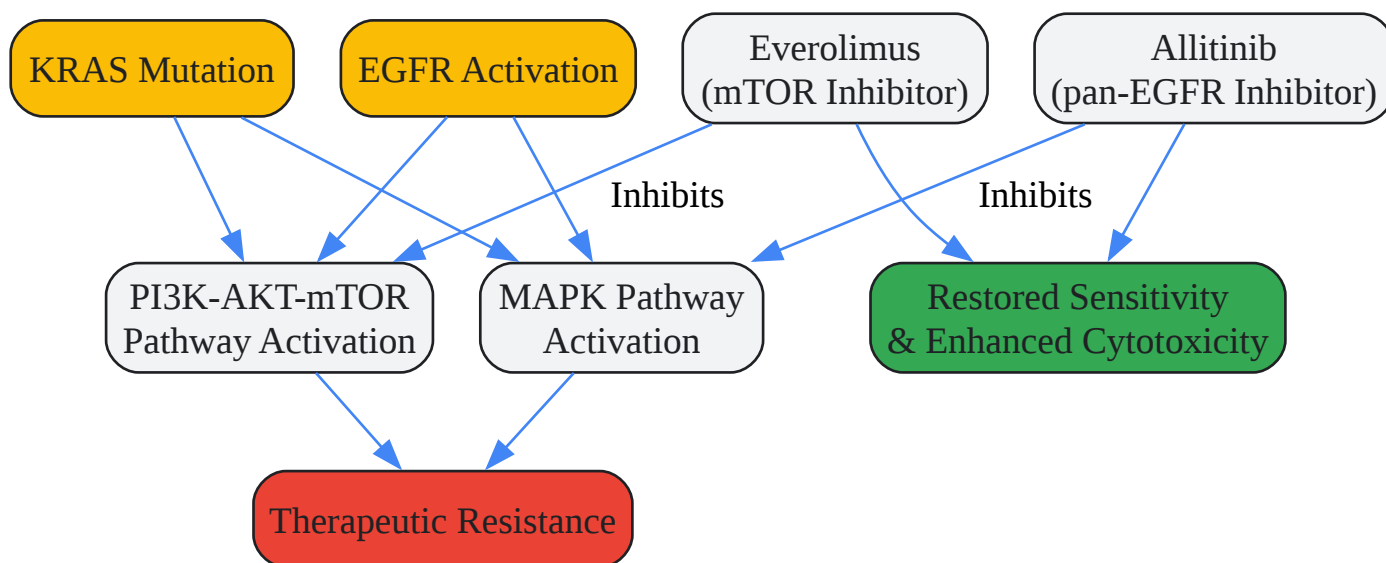 KRAS Mutation
EGFR Activation
Everolimus
(mTOR Inhibitor)
Allitinib
(pan-EGFR Inhibitor)
Inhibits
Inhibits
PI3K-AKT-mTOR
Pathway Activation
MAPK Pathway
Activation
Restored Sensitivity
& Enhanced Cytotoxicity
Therapeutic Resistance